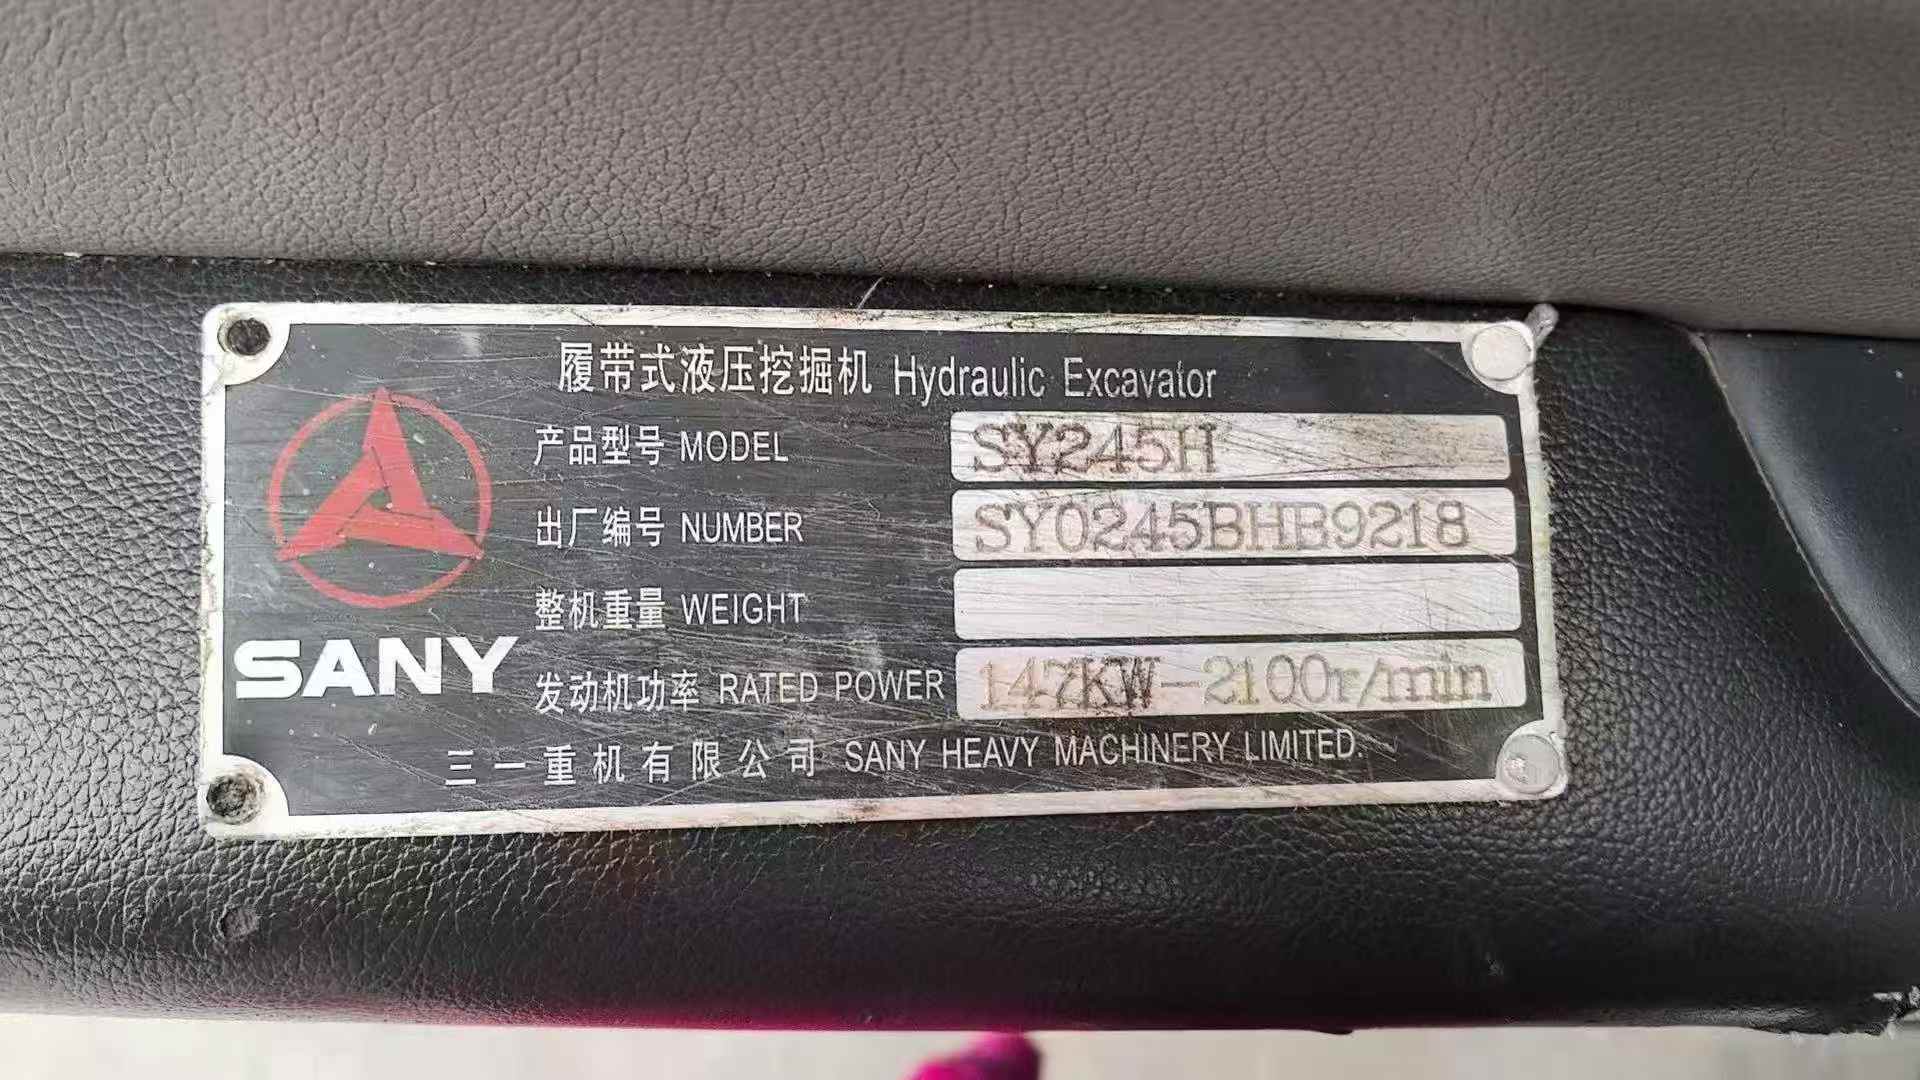 履带式液压挖掘机 Hydraulic Excavator
产品型号 MODEL SY245H
出厂编号 NUMBER SY0245BHB9218
整机重量 WEIGHT
发动机功率 RATED POWER 147KW-2100r/min
SANY
三一重机有限公司 SANY HEAVY MACHINERY LIMITED.